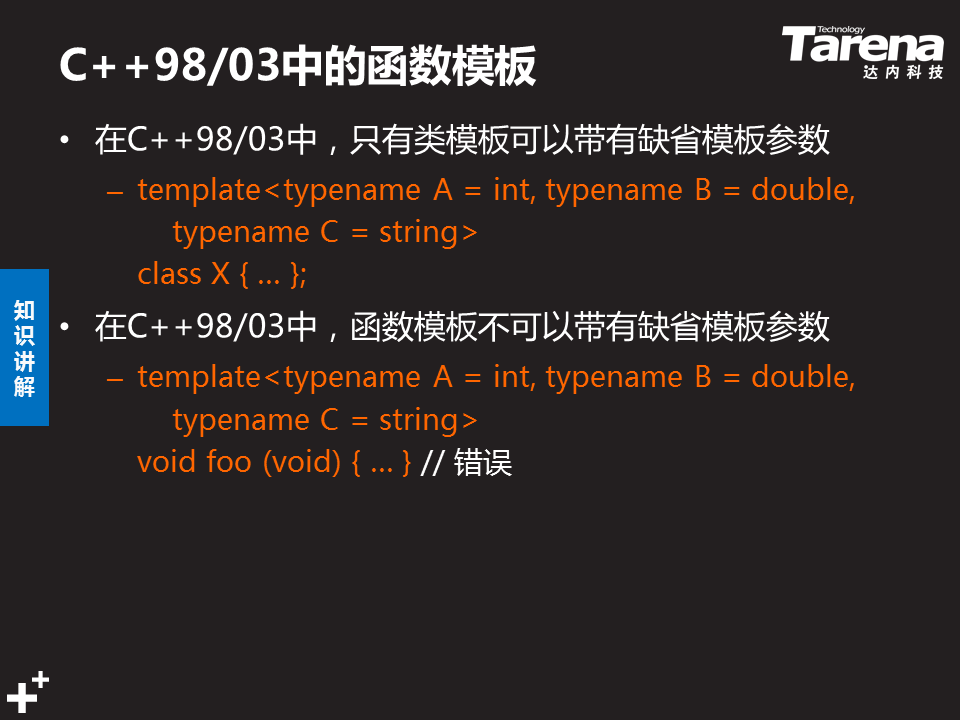 C++98/03中的函数模板
Technology
Tarena
达内科技
• 在C++98/03中，只有类模板可以带有缺省模板参数
– template<typename A = int, typename B = double,
typename C = string>
class X { … };
知识讲解
• 在C++98/03中，函数模板不可以带有缺省模板参数
– template<typename A = int, typename B = double,
typename C = string>
void foo (void) { … } // 错误
++